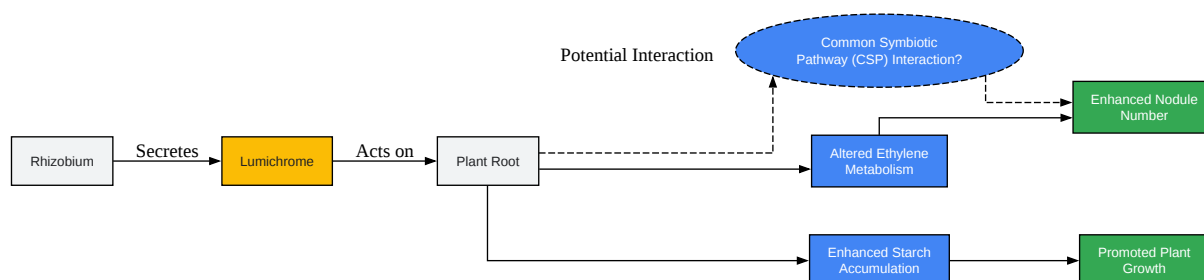 Potential Interaction
Common Symbiotic
Pathway (CSP) Interaction?
Enhanced Nodule
Number
Rhizobium
Secretes
Lumichrome
Acts on
Plant Root
Altered Ethylene
Metabolism
Enhanced Starch
Accumulation
Promoted Plant
Growth